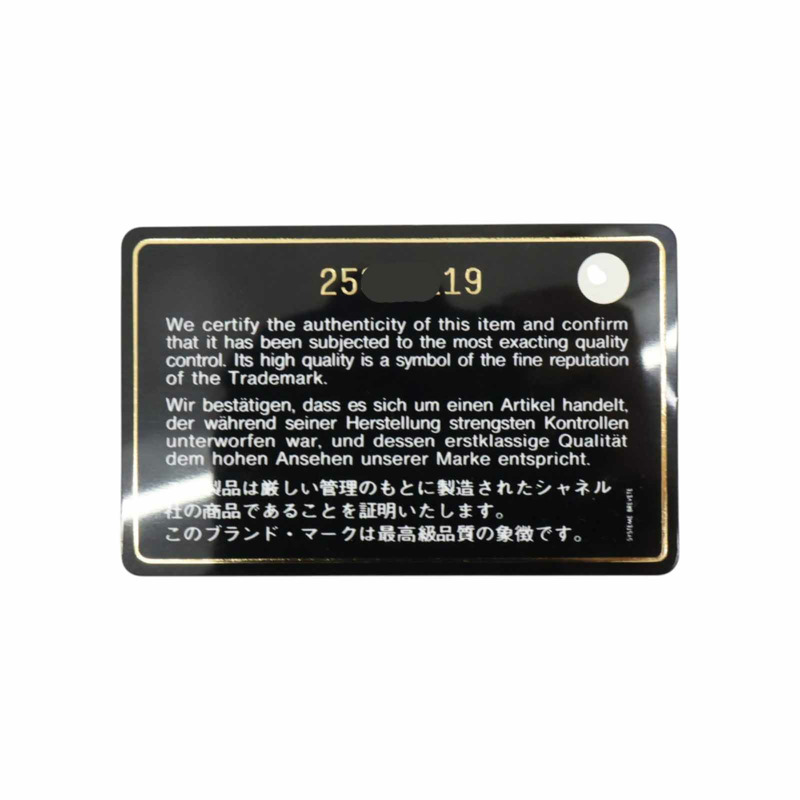 25 19
We certify the authenticity of this item and confirm
that it has been subjected to the most exacting quality
control. Its high quality is a symbol of the fine reputation
of the Trademark.
Wir bestätigen, dass es sich um einen Artikel handelt,
der während seiner Herstellung strengsten Kontrollen
unterworfen war, und dessen erstklassige Qualität
dem hohen Ansehen unserer Marke entspricht.
製品は厳しい管理のもとに製造されたシャネル
社の商品であることを証明いたします。
このブランド・マークは最高級品質の象徴です。
SYSTEME BREVETE